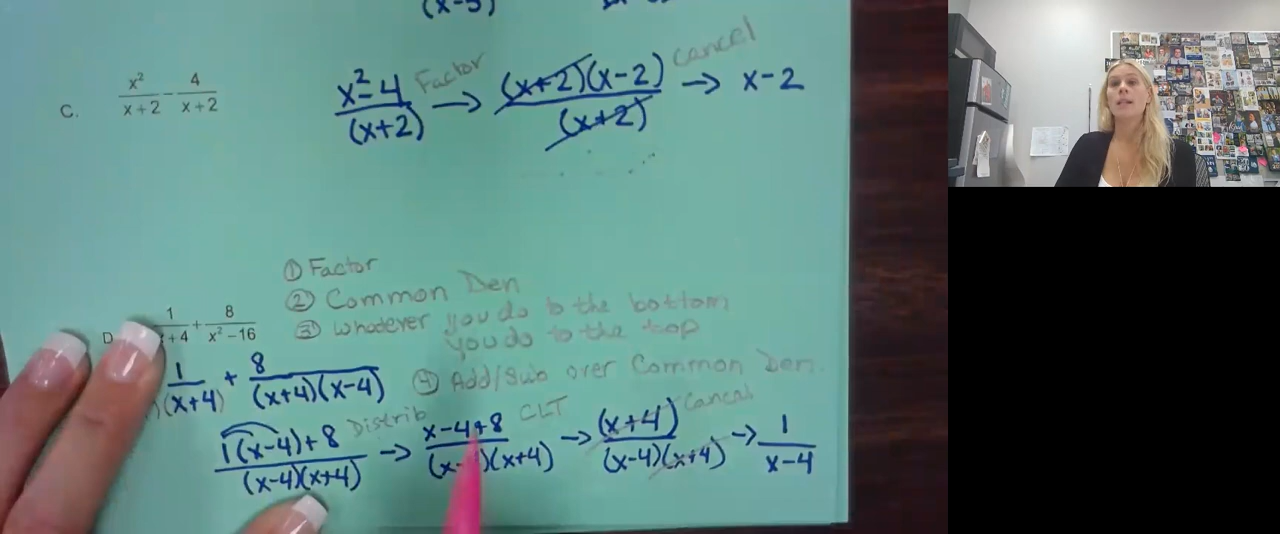 (x-5)
C. x²/(x+2) - 4/(x+2)
x²-4/(x+2) Factor → (x+2)(x-2)/(x+2) Cancel → x-2
① Factor
② Common Den
③ Whatever you do to the bottom
you do to the top
D 1/+4 + 8/(x²-16)
1/(x+4) + 8/(x+4)(x-4)
④ Add/Sub over Common Den.
1(x-4)+8/(x-4)(x+4) Distrib → x-4+8/(x-4)(x+4) CLT → (x+4)/(x-4)(x+4) Cancel → 1/x-4